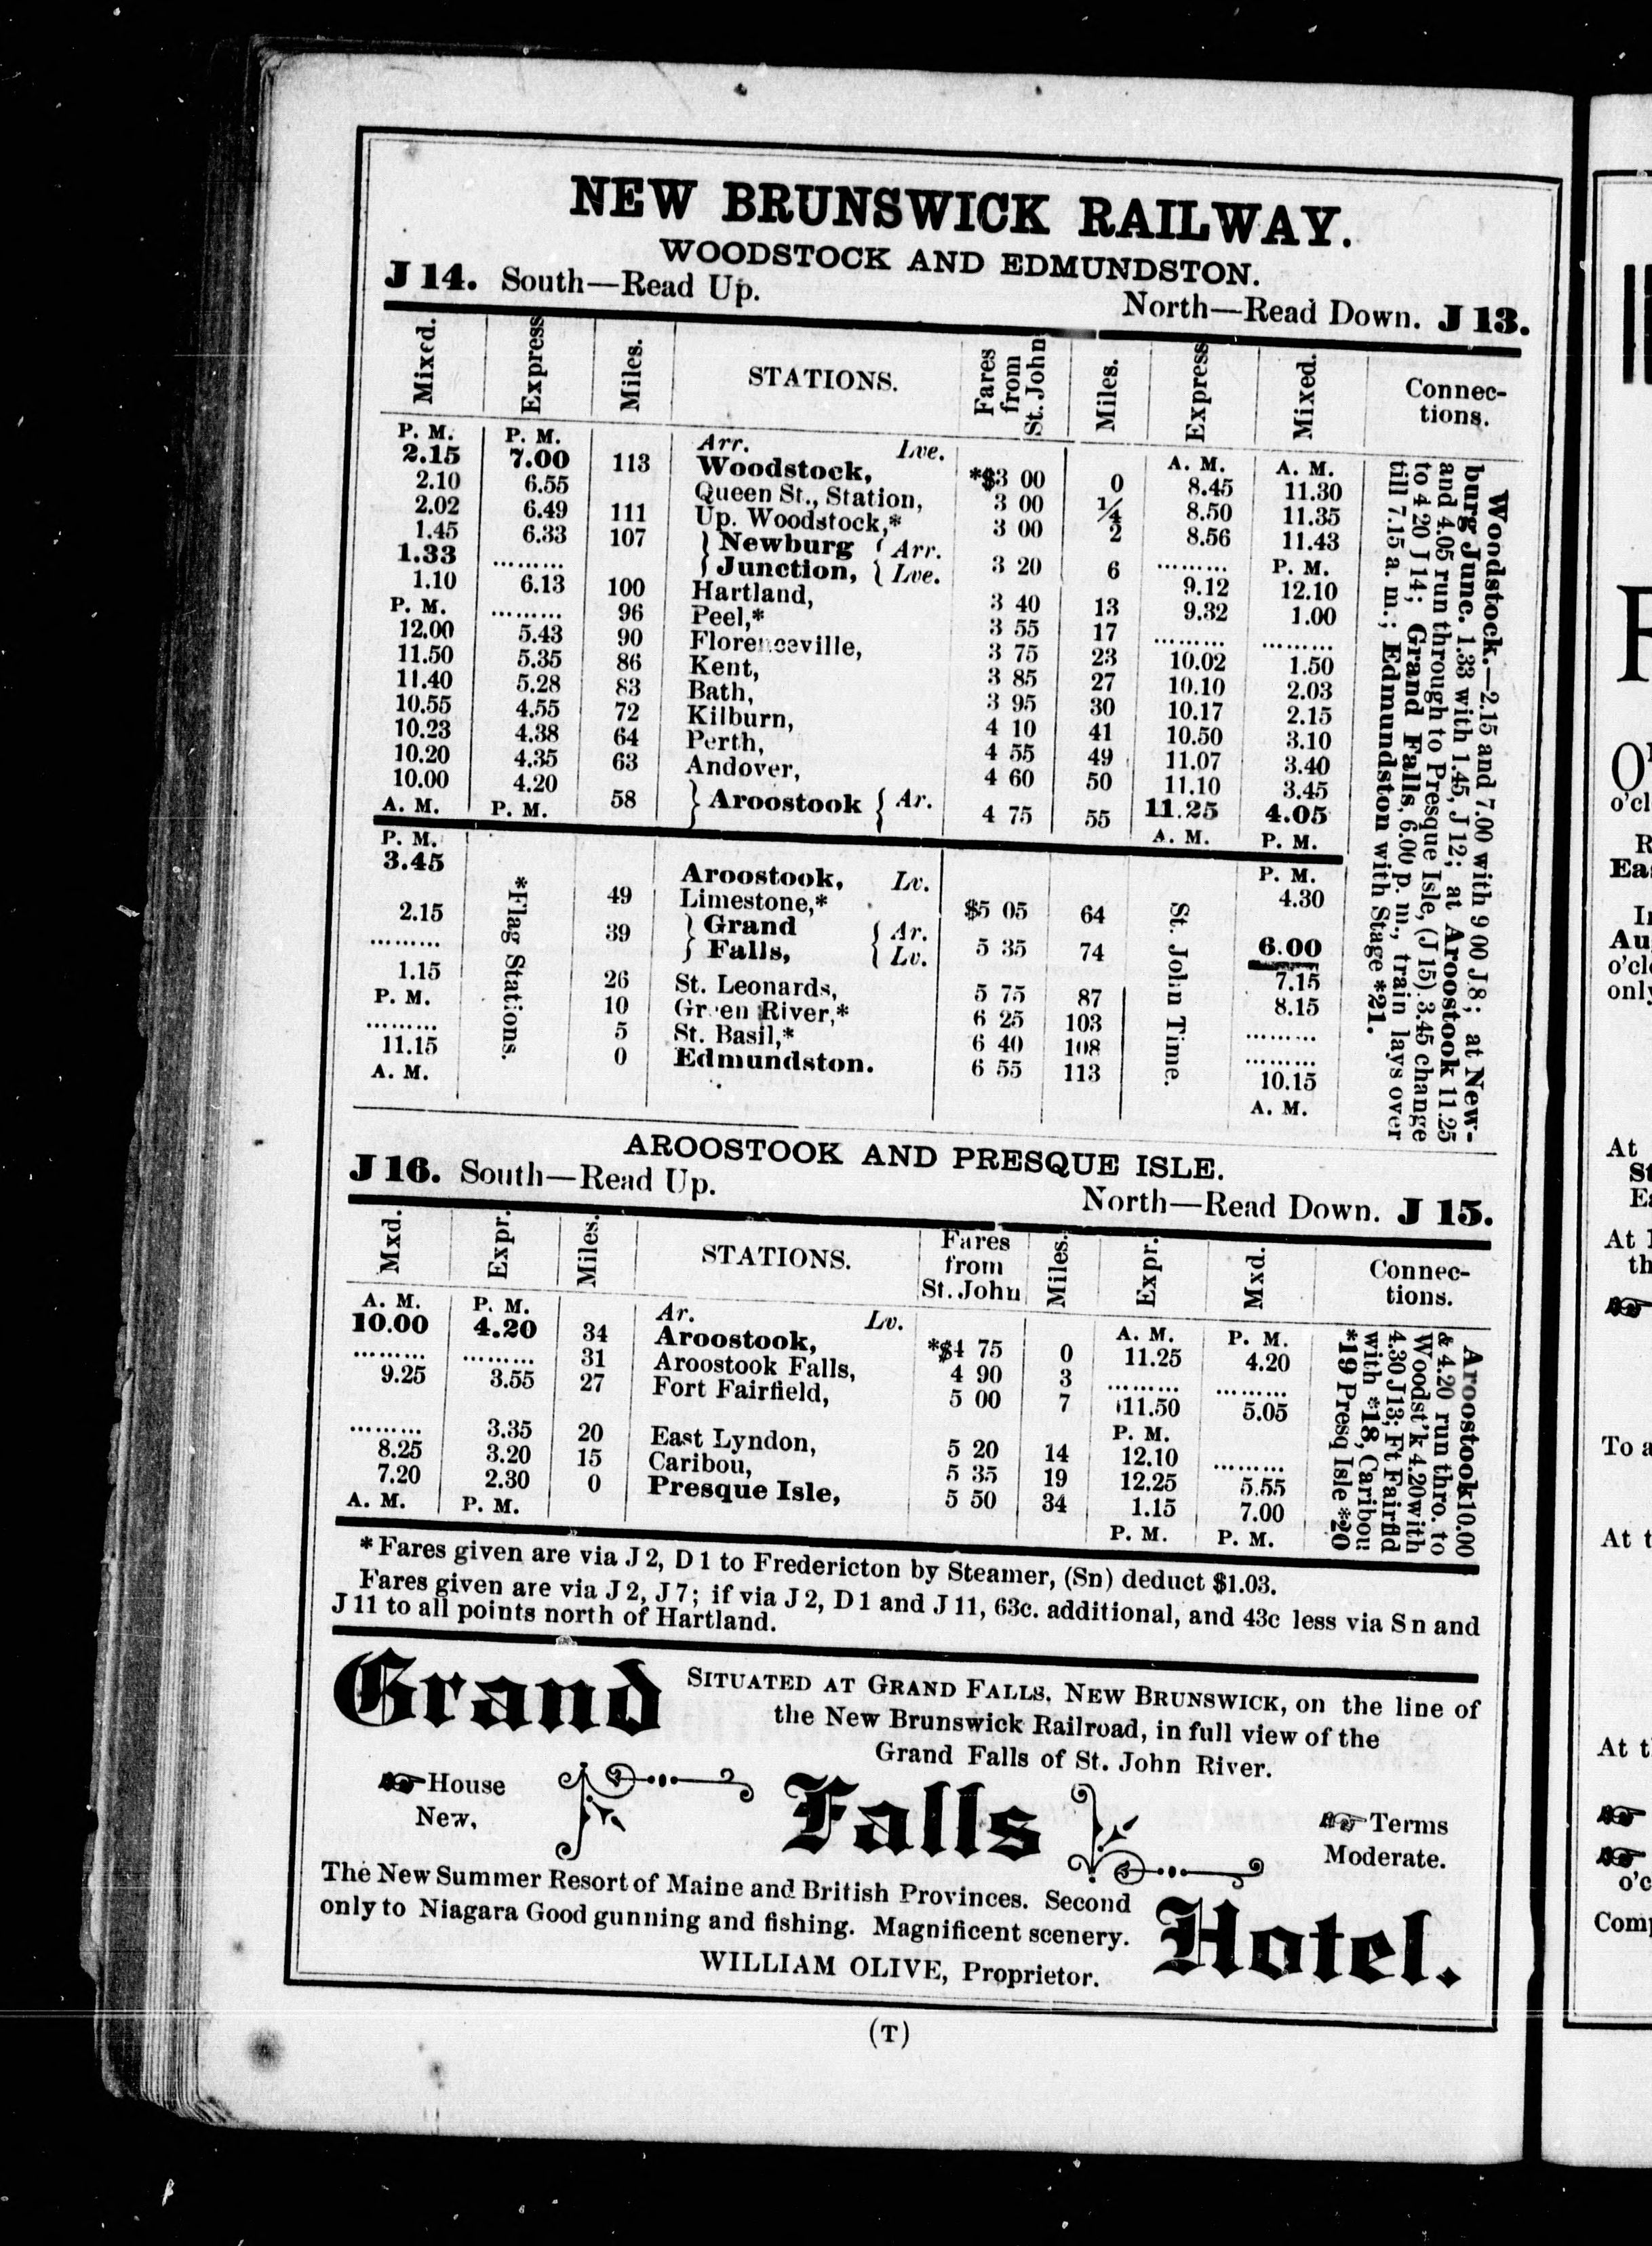 NEW BRUNSWICK RAILWAY.
WOODSTOCK AND EDMUNDSTON.
J 14. South—Read Up. North—Read Down. J 13.
Mixed. Express Miles. STATIONS. Fares from St. John Miles. Express Mixed. Connections.
P. M. P. M. Arr. Lve. A. M. A. M.
2.15 7.00 113 Woodstock, *$3 00 0 8.45 11.30
2.10 6.55 Queen St., Station, 3 00 ¼ 8.50 11.35
2.02 6.49 111 Up. Woodstock,* 3 00 2 8.56 11.43
1.45 6.33 107 } Newburg { Arr. ......... P. M.
1.33 ......... } Junction, { Lve. 3 20 6 9.12 12.10
1.10 6.13 100 Hartland, 3 40 13 9.32 1.00
P. M. ......... 96 Peel,* 3 55 17 ......... .........
12.00 5.43 90 Florenceville, 3 75 23 10.02 1.50
11.50 5.35 86 Kent, 3 85 27 10.10 2.03
11.40 5.28 83 Bath, 3 95 30 10.17 2.15
10.55 4.55 72 Kilburn, 4 10 41 10.50 3.10
10.23 4.38 64 Perth, 4 55 49 11.07 3.40
10.20 4.35 63 Andover, 4 60 50 11.10 3.45
10.00 4.20 58 } Aroostook { Ar. 4 75 55 11.25 4.05
A. M. P. M. A. M. P. M.
P. M. P. M.
3.45 Aroostook, Lv. 4.30
49 Limestone,* $5 05 64
2.15 39 } Grand { Ar. 5 35 74 6.00
......... } Falls, { Lv. 7.15
1.15 26 St. Leonards, 5 75 87 8.15
P. M. 10 Green River,* 6 25 103 .........
......... 5 St. Basil,* 6 40 108 .........
11.15 0 Edmundston. 6 55 113 10.15
A. M. A. M.
*Flag Stations.
St. John Time.
Woodstock.—2.15 and 7.00 with 9 00 J.8; at New-
burg Junc. 1.33 with 1.45, J 12; at Aroostook 11.25
and 4.05 run through to Presque Isle, (J 15) 3.45 change
to 4 20 J 14; Grand Falls, 6.00 p. m., train lays over
till 7.15 a. m.; Edmundston with Stage *21.
AROOSTOOK AND PRESQUE ISLE.
J 16. South—Read Up. North—Read Down. J 15.
Mxd. Expr. Miles. STATIONS. Fares from St. John Miles. Expr. Mxd. Connections.
A. M. P. M. Ar. Lv. A. M. P. M.
10.00 4.20 34 Aroostook, *$4 75 0 11.25 4.20
......... ......... 31 Aroostook Falls, 4 90 3 ......... .........
9.25 3.55 27 Fort Fairfield, 5 00 7 11.50 5.05
P. M.
......... 3.35 20 East Lyndon, 5 20 14 12.10 .........
8.25 3.20 15 Caribou, 5 35 19 12.25 5.55
7.20 2.30 0 Presque Isle, 5 50 34 1.15 7.00
A. M. P. M. P. M. P. M.
Aroostook 10.00
& 4.20 run thro. to
Woodst'k 4.20 with
4.30 J13; Ft Fairfild
with *18, Caribou
*19 Presq Isle *20
*Fares given are via J 2, D 1 to Fredericton by Steamer, (Sn) deduct $1.03.
Fares given are via J 2, J 7; if via J 2, D 1 and J 11, 63c. additional, and 43c less via S n and
J 11 to all points north of Hartland.
Grand
SITUATED AT GRAND FALLS, NEW BRUNSWICK, on the line of
the New Brunswick Railroad, in full view of the
Grand Falls of St. John River.
House
New.
Falls
Terms
Moderate.
The New Summer Resort of Maine and British Provinces. Second
only to Niagara Good gunning and fishing. Magnificent scenery.
WILLIAM OLIVE, Proprietor.
Hotel.
(T)